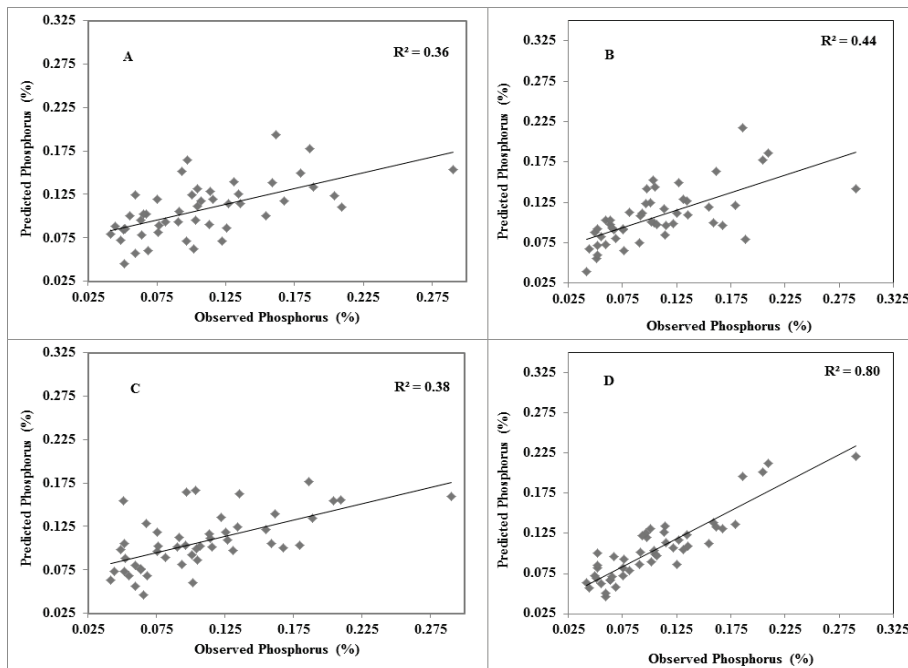 0.325
0.275
0.225
0.175
0.125
0.075
0.025
Predicted Phosphorus (%)
A
R² = 0.36
0.025 0.075 0.125 0.175 0.225 0.275
Observed Phosphorus (%)
0.325
0.275
0.225
0.175
0.125
0.075
0.025
Predicted Phosphorus (%)
B
R² = 0.44
0.025 0.075 0.125 0.175 0.225 0.275 0.325
Observed Phosphorus (%)
0.325
0.275
0.225
0.175
0.125
0.075
0.025
Predicted Phosphorus (%)
C
R² = 0.38
0.025 0.075 0.125 0.175 0.225 0.275
Observed Phosphorus (%)
0.325
0.275
0.225
0.175
0.125
0.075
0.025
Predicted Phosphorus (%)
D
R² = 0.80
0.025 0.075 0.125 0.175 0.225 0.275 0.325
Observed Phosphorus (%)